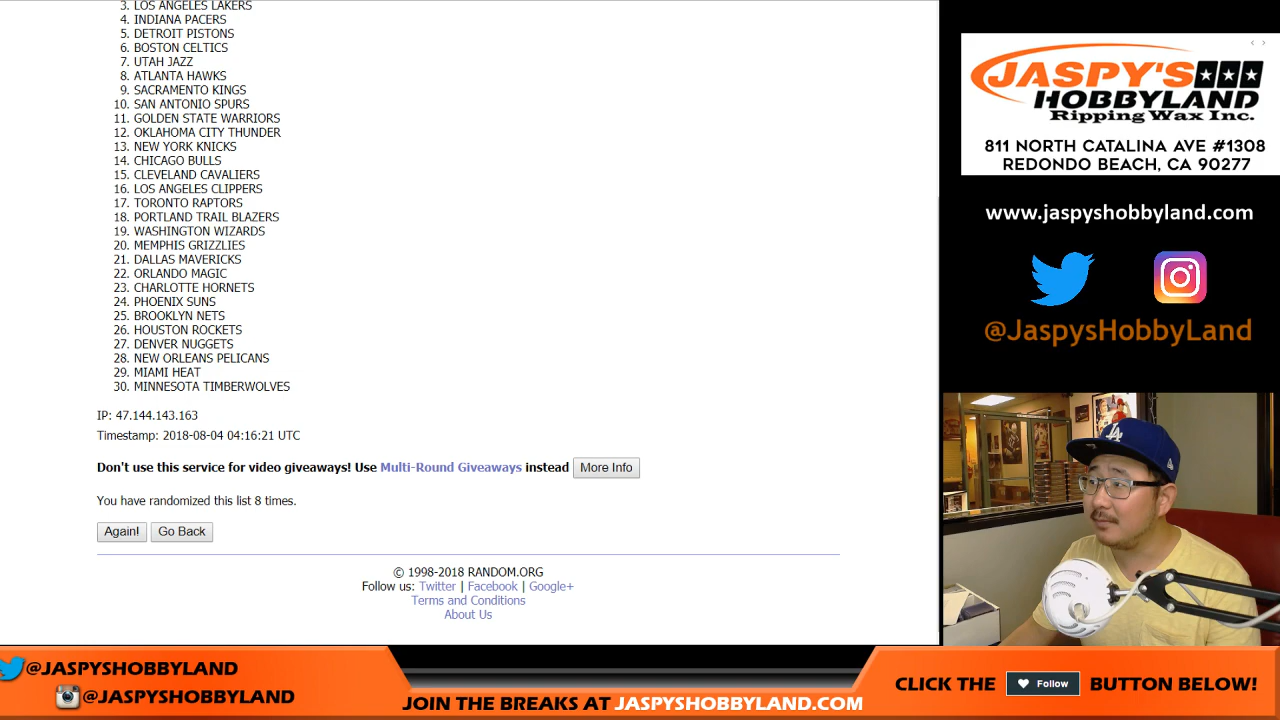 3. LOS ANGELES LAKERS
4. INDIANA PACERS
5. DETROIT PISTONS
6. BOSTON CELTICS
7. UTAH JAZZ
8. ATLANTA HAWKS
9. SACRAMENTO KINGS
10. SAN ANTONIO SPURS
11. GOLDEN STATE WARRIORS
12. OKLAHOMA CITY THUNDER
13. NEW YORK KNICKS
14. CHICAGO BULLS
15. CLEVELAND CAVALIERS
16. LOS ANGELES CLIPPERS
17. TORONTO RAPTORS
18. PORTLAND TRAIL BLAZERS
19. WASHINGTON WIZARDS
20. MEMPHIS GRIZZLIES
21. DALLAS MAVERICKS
22. ORLANDO MAGIC
23. CHARLOTTE HORNETS
24. PHOENIX SUNS
25. BROOKLYN NETS
26. HOUSTON ROCKETS
27. DENVER NUGGETS
28. NEW ORLEANS PELICANS
29. MIAMI HEAT
30. MINNESOTA TIMBERWOLVES
IP: 47.144.143.163
Timestamp: 2018-08-04 04:16:21 UTC
Don't use this service for video giveaways! Use Multi-Round Giveaways instead More Info
You have randomized this list 8 times.
Again! Go Back
© 1998-2018 RANDOM.ORG
Follow us: Twitter | Facebook | Google+
Terms and Conditions
About Us
JASPY'S
HOBBYLAND
Ripping Wax Inc.
811 NORTH CATALINA AVE #1308
REDONDO BEACH, CA 90277
www.jaspyshobbyland.com
@JaspysHobbyLand
LA
@JASPYSHOBBYLAND
@JASPYSHOBBYLAND
JOIN THE BREAKS AT JASPYSHOBBYLAND.COM
CLICK THE Follow BUTTON BELOW!